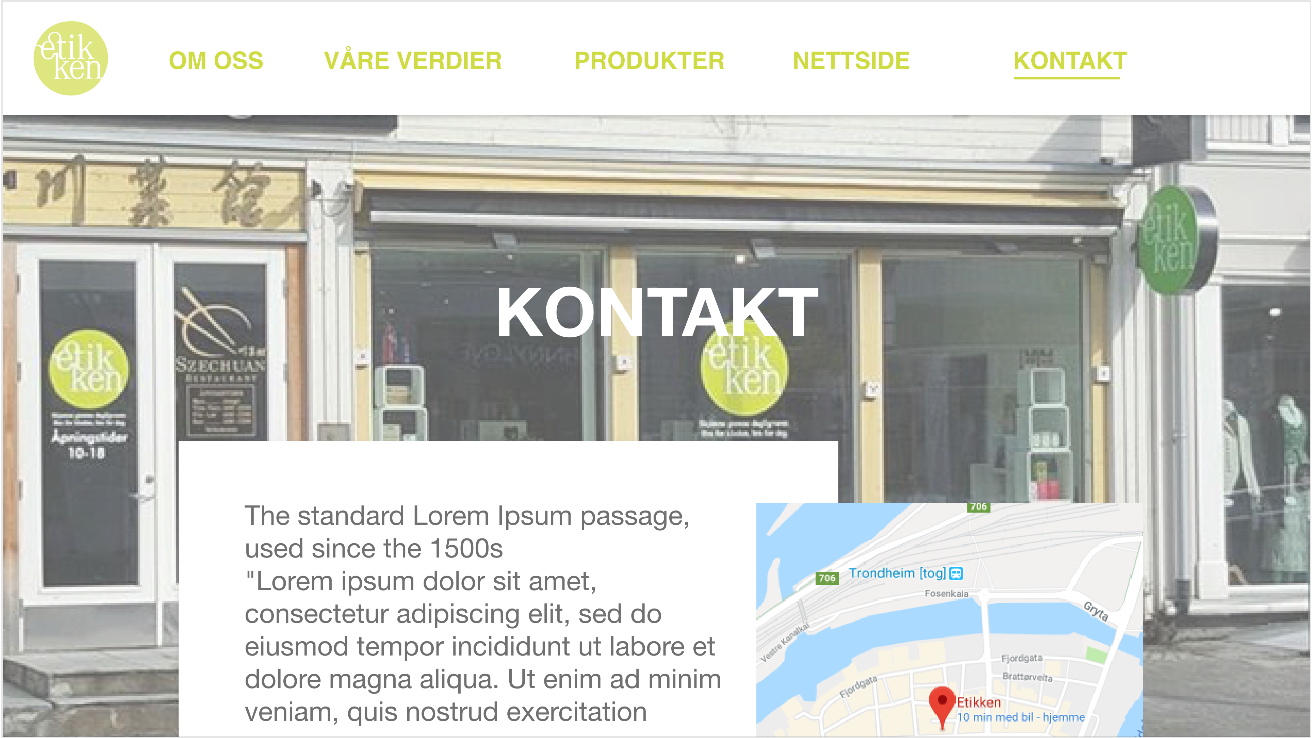 etik
ken
OM OSS
VÅRE VERDIER
PRODUKTER
NETTSIDE
KONTAKT
川菜館
etik
ken
KONTAKT
etik
ken
Åpningstider
10-18
SZECHUAN
RESTAURANT
etik
ken
The standard Lorem Ipsum passage,
used since the 1500s
"Lorem ipsum dolor sit amet,
consectetur adipiscing elit, sed do
eiusmod tempor incididunt ut labore et
dolore magna aliqua. Ut enim ad minim
veniam, quis nostrud exercitation
706
706
Trondheim [tog]
Fosenkaia
Gryta
Vestre Kanalkai
Fjordgata
Brattørveita
Fjordgata
Etikken
10 min med bil - hjemme